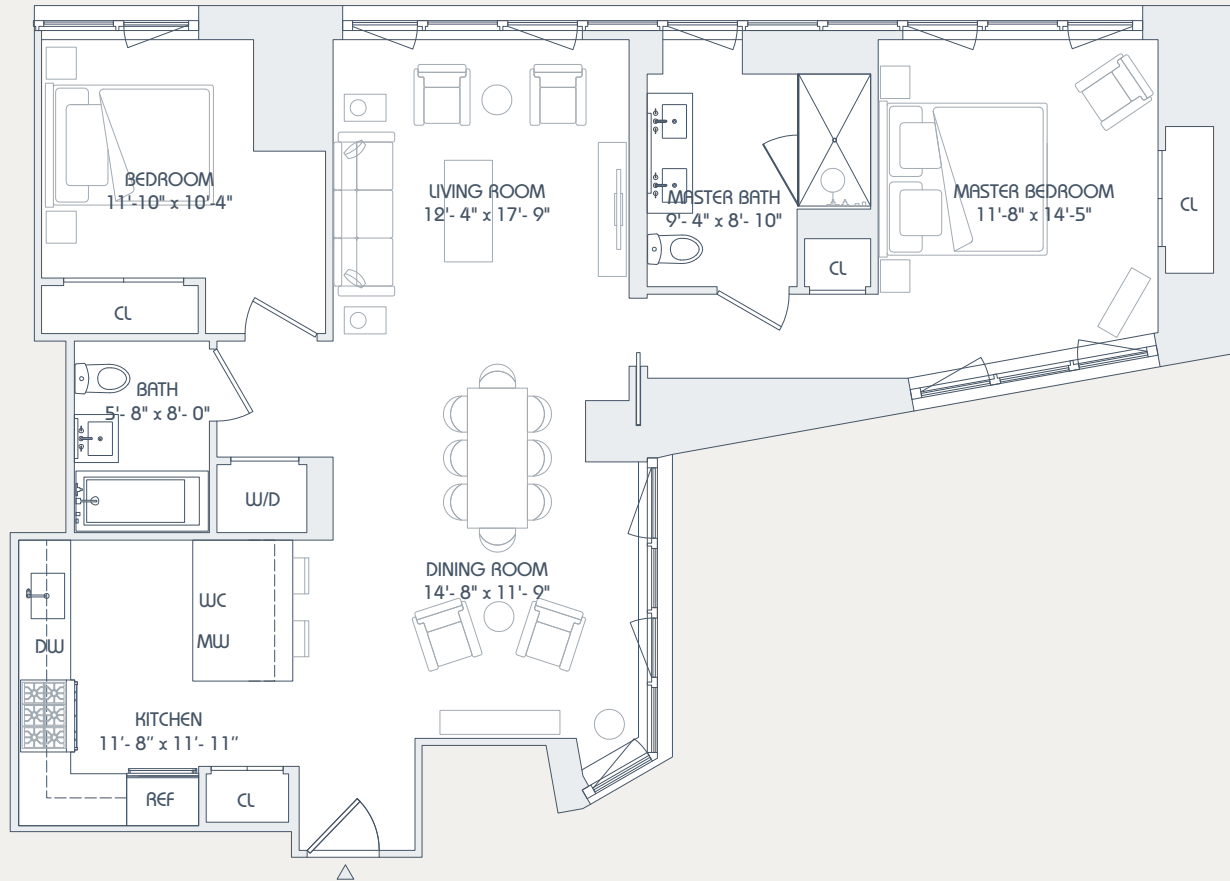 BEDROOM
11'-10" x 10'-4"
LIVING ROOM
12'- 4" x 17'- 9"
MASTER BATH
9'- 4" x 8'- 10"
MASTER BEDROOM
11'-8" x 14'-5"
CL
CL
CL
BATH
5'- 8" x 8'- 0"
W/D
DINING ROOM
14'- 8" x 11'- 9"
WC
MW
DW
KITCHEN
11'- 8” x 11'- 11”
REF
CL